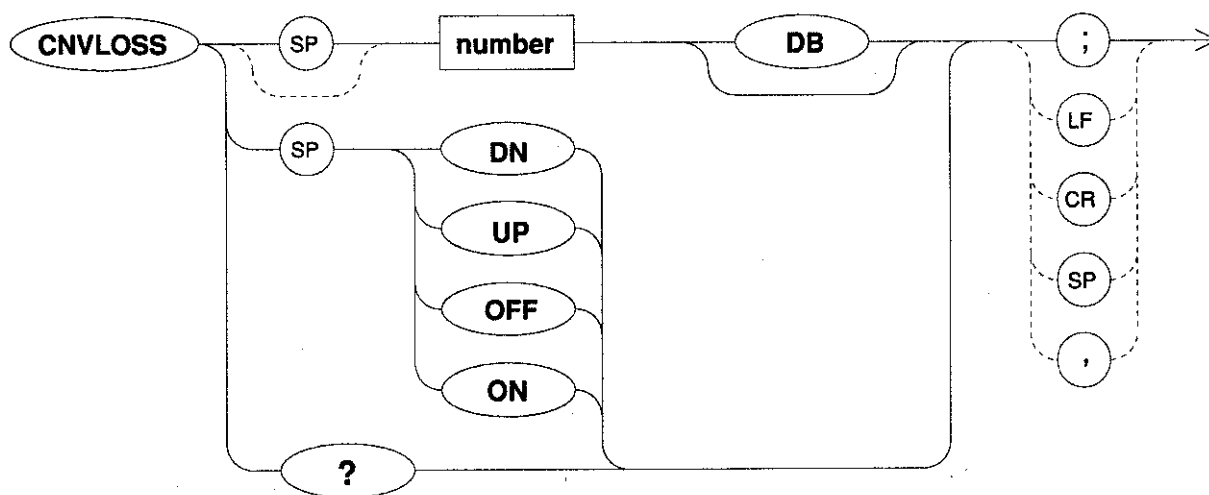 CNVLOSS SP number DB ;
LF
SP DN
CR
UP
SP
OFF
,
ON
?